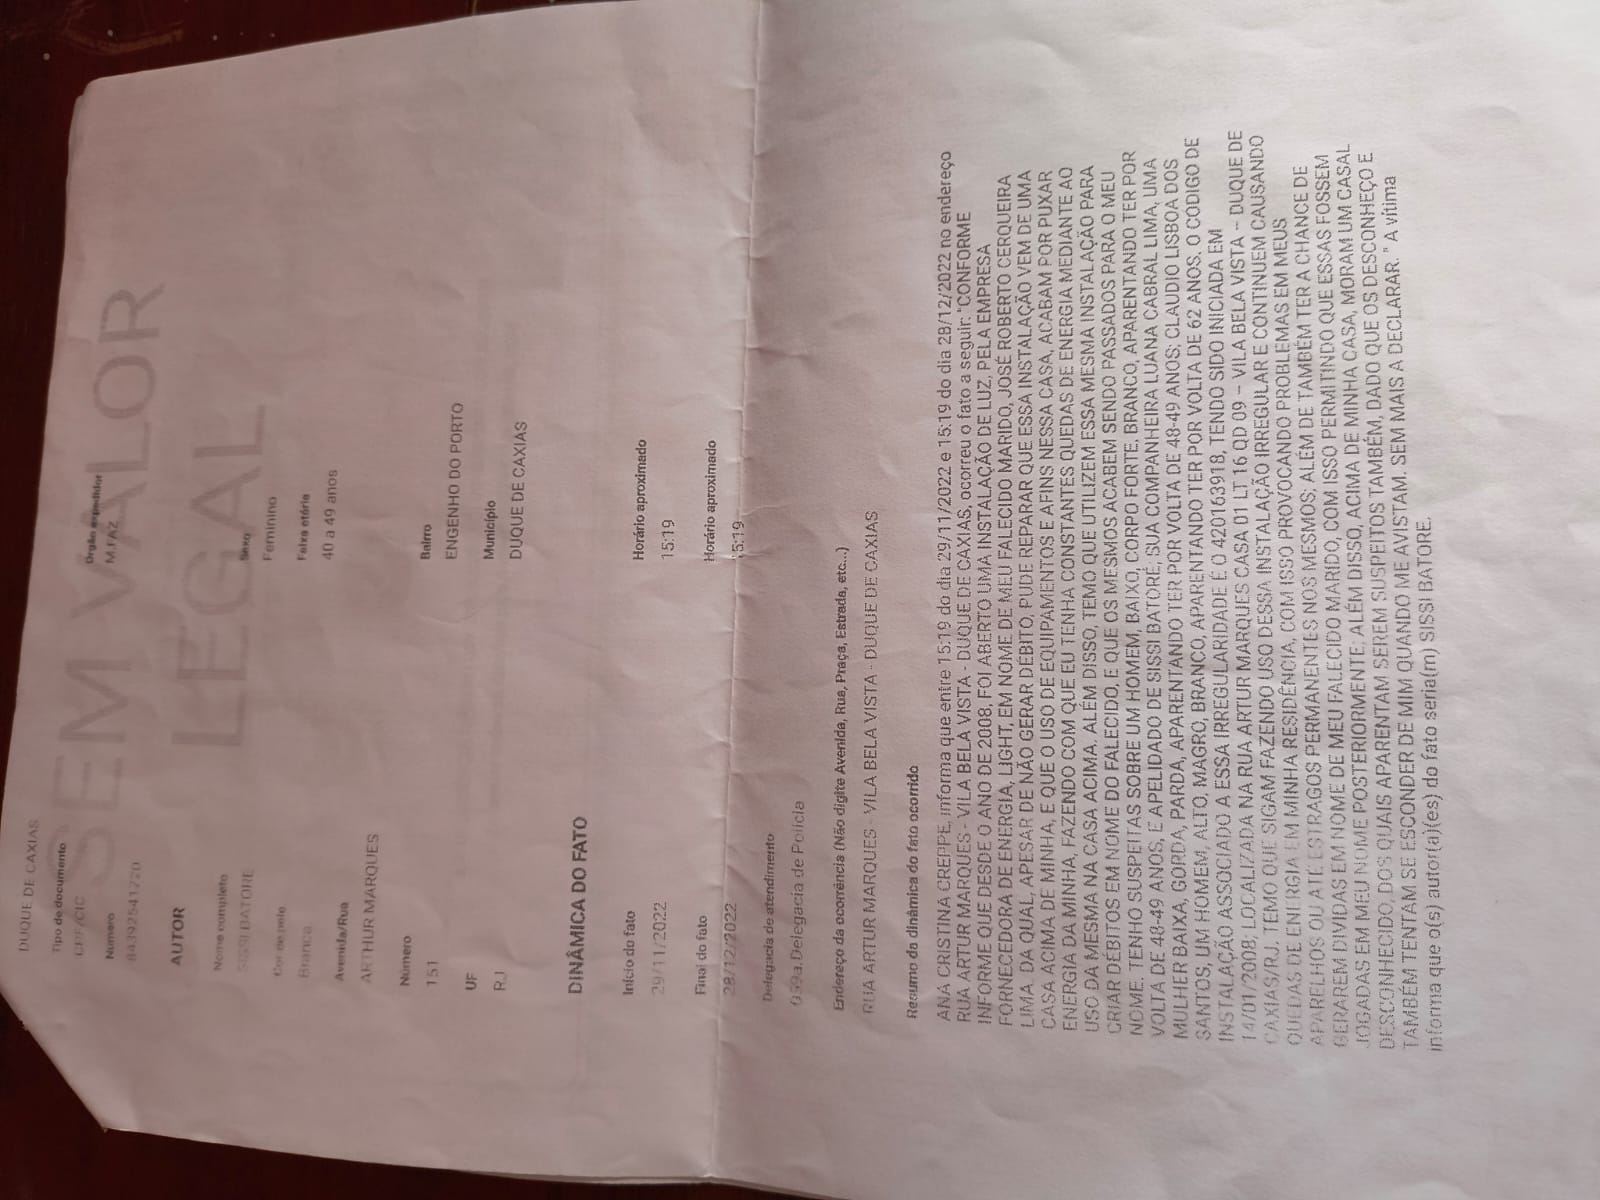 DUQUE DE CAXIAS
SEM VALOR
LEGAL
Tipo de documento
CPF/CIC
Órgão expedidor
M.FAZ
Número
AUTOR
Nome completo
SISSI BATORE
Sexo
Feminino
Cor da pele
Branca
Faixa etária
40 a 49 anos
Avenida/Rua
ARTHUR MARQUES
Número
151
Bairro
ENGENHO DO PORTO
UF
RJ
Município
DUQUE DE CAXIAS
DINÂMICA DO FATO
Início do fato
29/11/2022
Horário aproximado
15:19
Final do fato
28/12/2022
Horário aproximado
15:19
Delegacia de atendimento
059a.Delegacia de Polícia
Endereço da ocorrência (Não digite Avenida, Rua, Praça, Estrada, etc...)
RUA ARTUR MARQUES - VILA BELA VISTA - DUQUE DE CAXIAS
Resumo da dinâmica do fato ocorrido
ANA CRISTINA CREPPE, informa que entre 15:19 do dia 29/11/2022 e 15:19 do dia 28/12/2022 no endereço
RUA ARTUR MARQUES - VILA BELA VISTA - DUQUE DE CAXIAS, ocorreu o fato a seguir: "CONFORME
INFORME QUE DESDE O ANO DE 2008, FOI ABERTO UMA INSTALAÇÃO DE LUZ, PELA EMPRESA
FORNECEDORA DE ENERGIA, LIGHT, EM NOME DE MEU FALECIDO MARIDO, JOSÉ ROBERTO CERQUEIRA
LIMA. DA QUAL, APESAR DE NÃO GERAR DÉBITO, PUDE REPARAR QUE ESSA INSTALAÇÃO VEM DE UMA
CASA ACIMA DE MINHA, E QUE O USO DE EQUIPAMENTOS E AFINS NESSA CASA, ACABAM POR PUXAR
ENERGIA DA MINHA, FAZENDO COM QUE EU TENHA CONSTANTES QUEDAS DE ENERGIA MEDIANTE AO
USO DA MESMA NA CASA ACIMA. ALÉM DISSO, TEMO QUE UTILIZEM ESSA MESMA INSTALAÇÃO PARA
CRIAR DÉBITOS EM NOME DO FALECIDO, E QUE OS MESMOS ACABEM SENDO PASSADOS PARA O MEU
NOME. TENHO SUSPEITAS SOBRE UM HOMEM, BAIXO, CORPO FORTE, BRANCO, APARENTANDO TER POR
VOLTA DE 48-49 ANOS, E APELIDADO DE SISSI BATORÉ, SUA COMPANHEIRA LUANA CABRAL LIMA, UMA
MULHER BAIXA, GORDA, PARDA, APARENTANDO TER POR VOLTA DE 48-49 ANOS; CLAUDIO LISBOA DOS
SANTOS, UM HOMEM, ALTO, MAGRO, BRANCO, APARENTANDO TER POR VOLTA DE 62 ANOS. O CODIGO DE
INSTALAÇÃO ASSOCIADO A ESSA IRREGULARIDADE É O 420163918, TENDO SIDO INICIADA EM
14/01/2008; LOCALIZADA NA RUA ARTUR MARQUES CASA 01 LT 16 QD 09 - VILA BELA VISTA - DUQUE DE
CAXIAS/RJ. TEMO QUE SIGAM FAZENDO USO DESSA INSTALAÇÃO IRREGULAR E CONTINUEM CAUSANDO
QUEDAS DE ENERGIA EM MINHA RESIDÊNCIA, COM ISSO PROVOCANDO PROBLEMAS EM MEUS
APARELHOS OU ATÉ ESTRAGOS PERMANENTES NOS MESMOS; ALÉM DE TAMBÉM TER A CHANCE DE
GERAREM DÍVIDAS EM NOME DE MEU FALECIDO MARIDO, COM ISSO PERMITINDO QUE ESSAS FOSSEM
JOGADAS EM MEU NOME POSTERIORMENTE. ALÉM DISSO, ACIMA DE MINHA CASA, MORAM UM CASAL
DESCONHECIDO, DOS QUAIS APARENTAM SEREM SUSPEITOS TAMBÉM, DADO QUE OS DESCONHEÇO E
TAMBÉM TENTAM SE ESCONDER DE MIM QUANDO ME AVISTAM. SEM MAIS A DECLARAR. " A vítima
informa que o(s) autor(a)(es) do fato seria(m) SISSI BATORE.